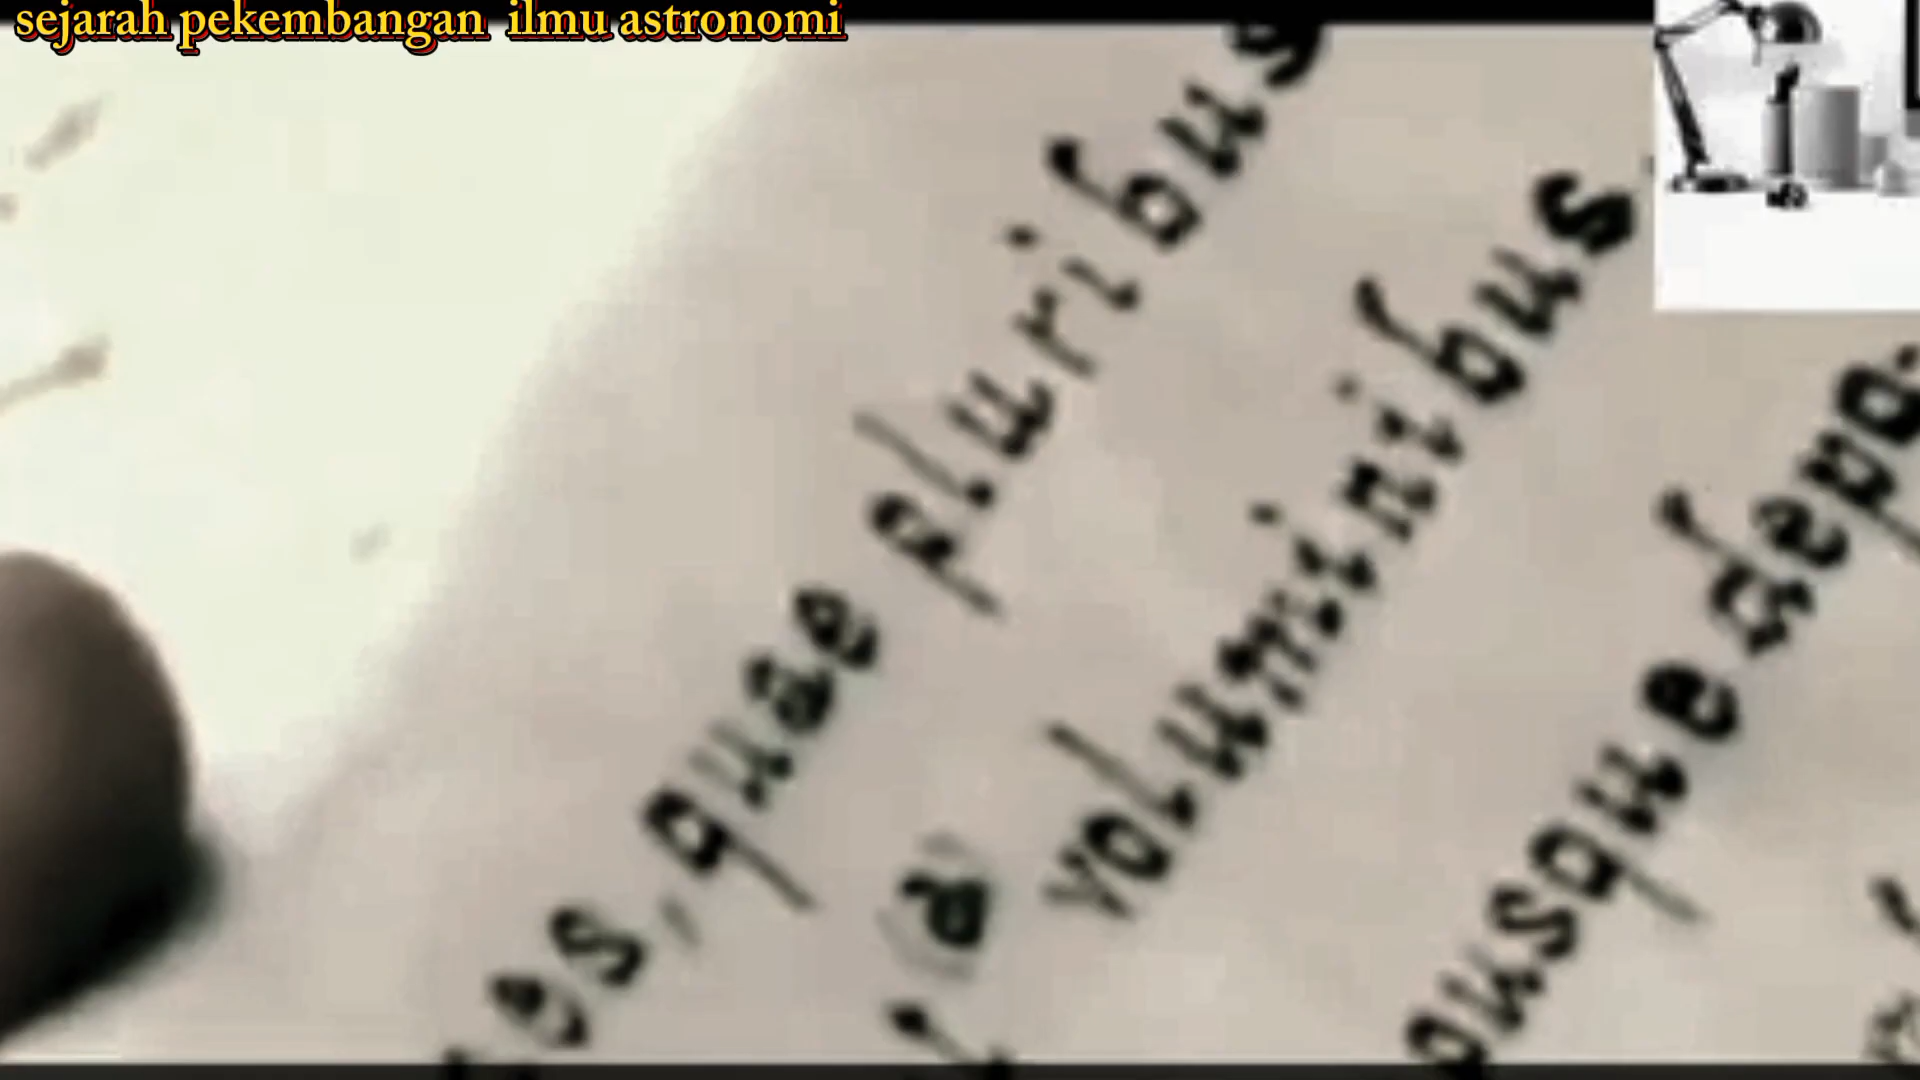 sejarah pekembangan ilmu astronomi
es, quae pluribus
a voluminibus
usque depo